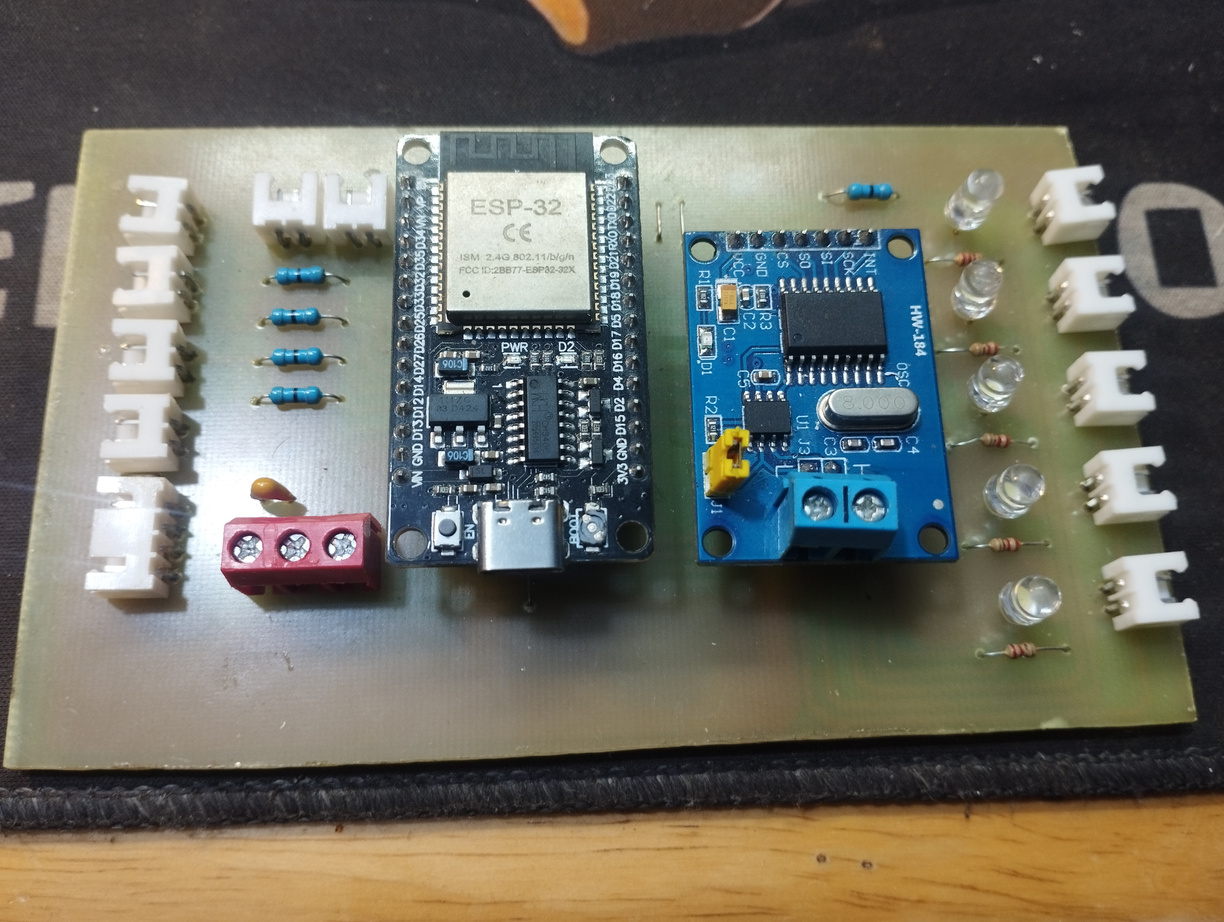 ESP-32
CE
ISM 2.4G 802.11/b/g/n
FCC ID:2BB77-ESP32-32X
PWR
D2
D34
D35
D32
D33
D25
D26
D27
D14
D12
D13
GND
VIN
D22
TX0
RX0
D21
D19
D18
D5
D17
D16
D4
D2
D15
GND
3V3
C106
C106
EN
BOOT
VCC
GND
CS
SO
SI
SCK
INT
R1
C1
C2
R3
D1
HW-184
OSC
8.000
C5
R2
U1
J3
C3
C4
H
J1